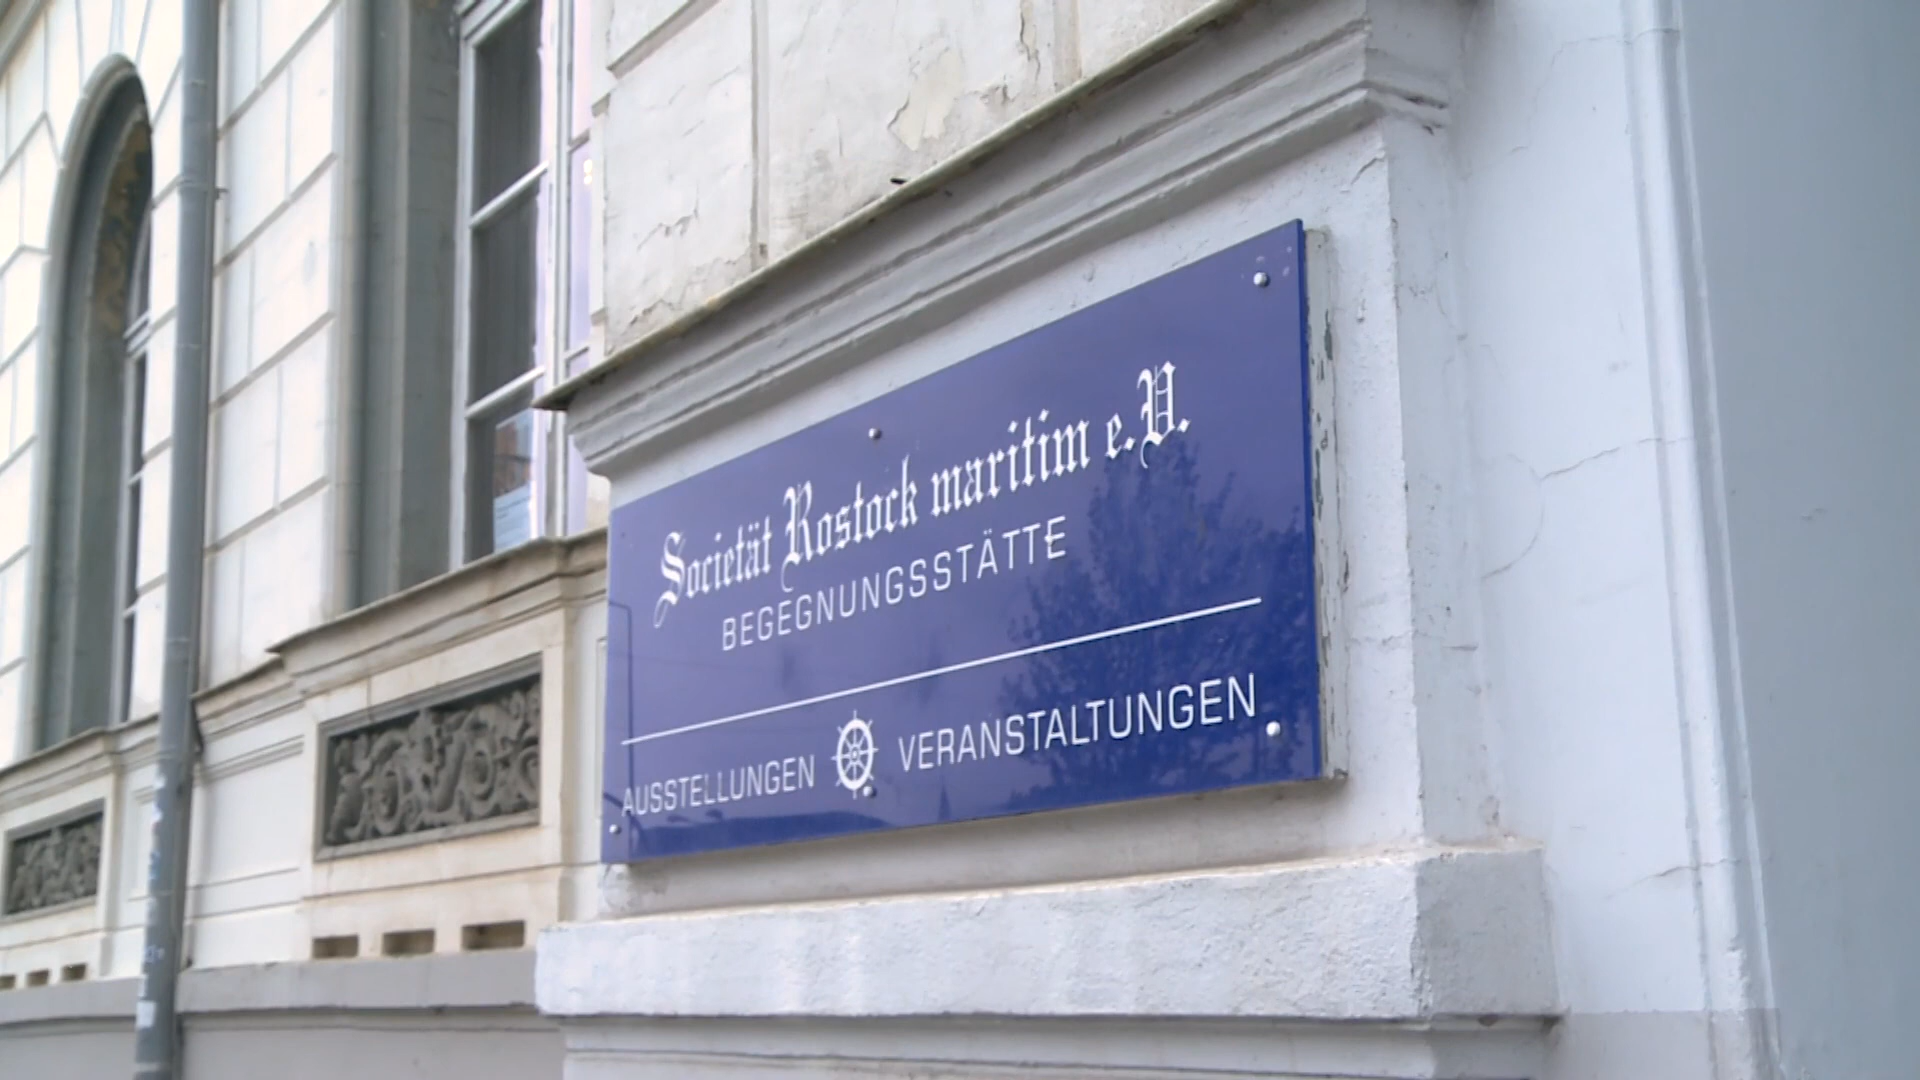 Societät Rostock maritim e.V.
BEGEGNUNGSSTÄTTE
AUSSTELLUNGEN VERANSTALTUNGEN